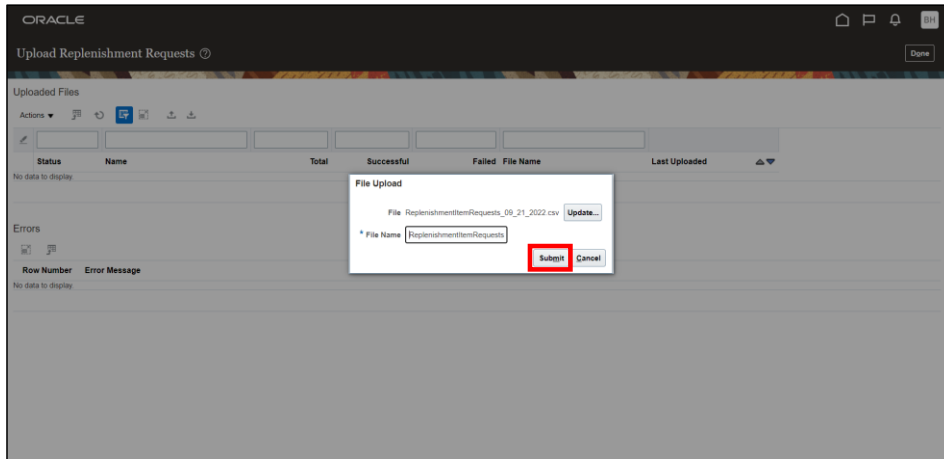 ORACLE
BH
Upload Replenishment Requests
Done
Uploaded Files
Actions
Status Name Total Successful Failed File Name Last Uploaded
No data to display.
File Upload
File ReplenishmentItemRequests_09_21_2022.csv Update...
* File Name ReplenishmentItemRequests
Submit Cancel
Errors
Row Number Error Message
No data to display.